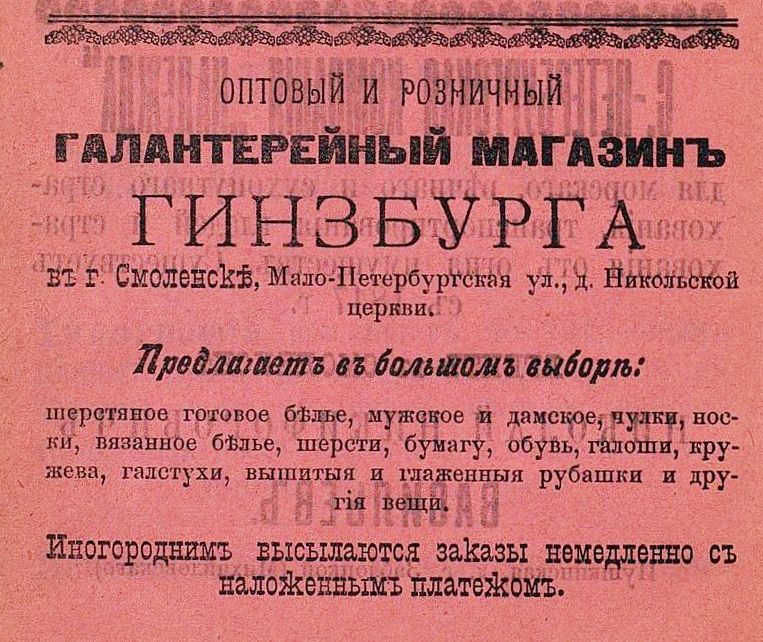 ОПТОВЫЙ И РОЗНИЧНЫЙ
ГАЛАНТЕРЕЙНЫЙ МАГАЗИНЪ
ГИНЗБУРГА
въ г. Смоленскѣ, Мало-Петербургская ул., д. Никольской
церкви.
Предлагаетъ въ большомъ выборѣ:
шерстяное готовое бѣлье, мужское и дамское, чулки, нос-
ки, вязанное бѣлье, шерсти, бумагу, обувь, галоши, кру-
жева, галстухи, вышитыя и глаженныя рубашки и дру-
гія вещи.
Иногороднимъ высылаются заказы немедленно съ
наложеннымъ платежомъ.